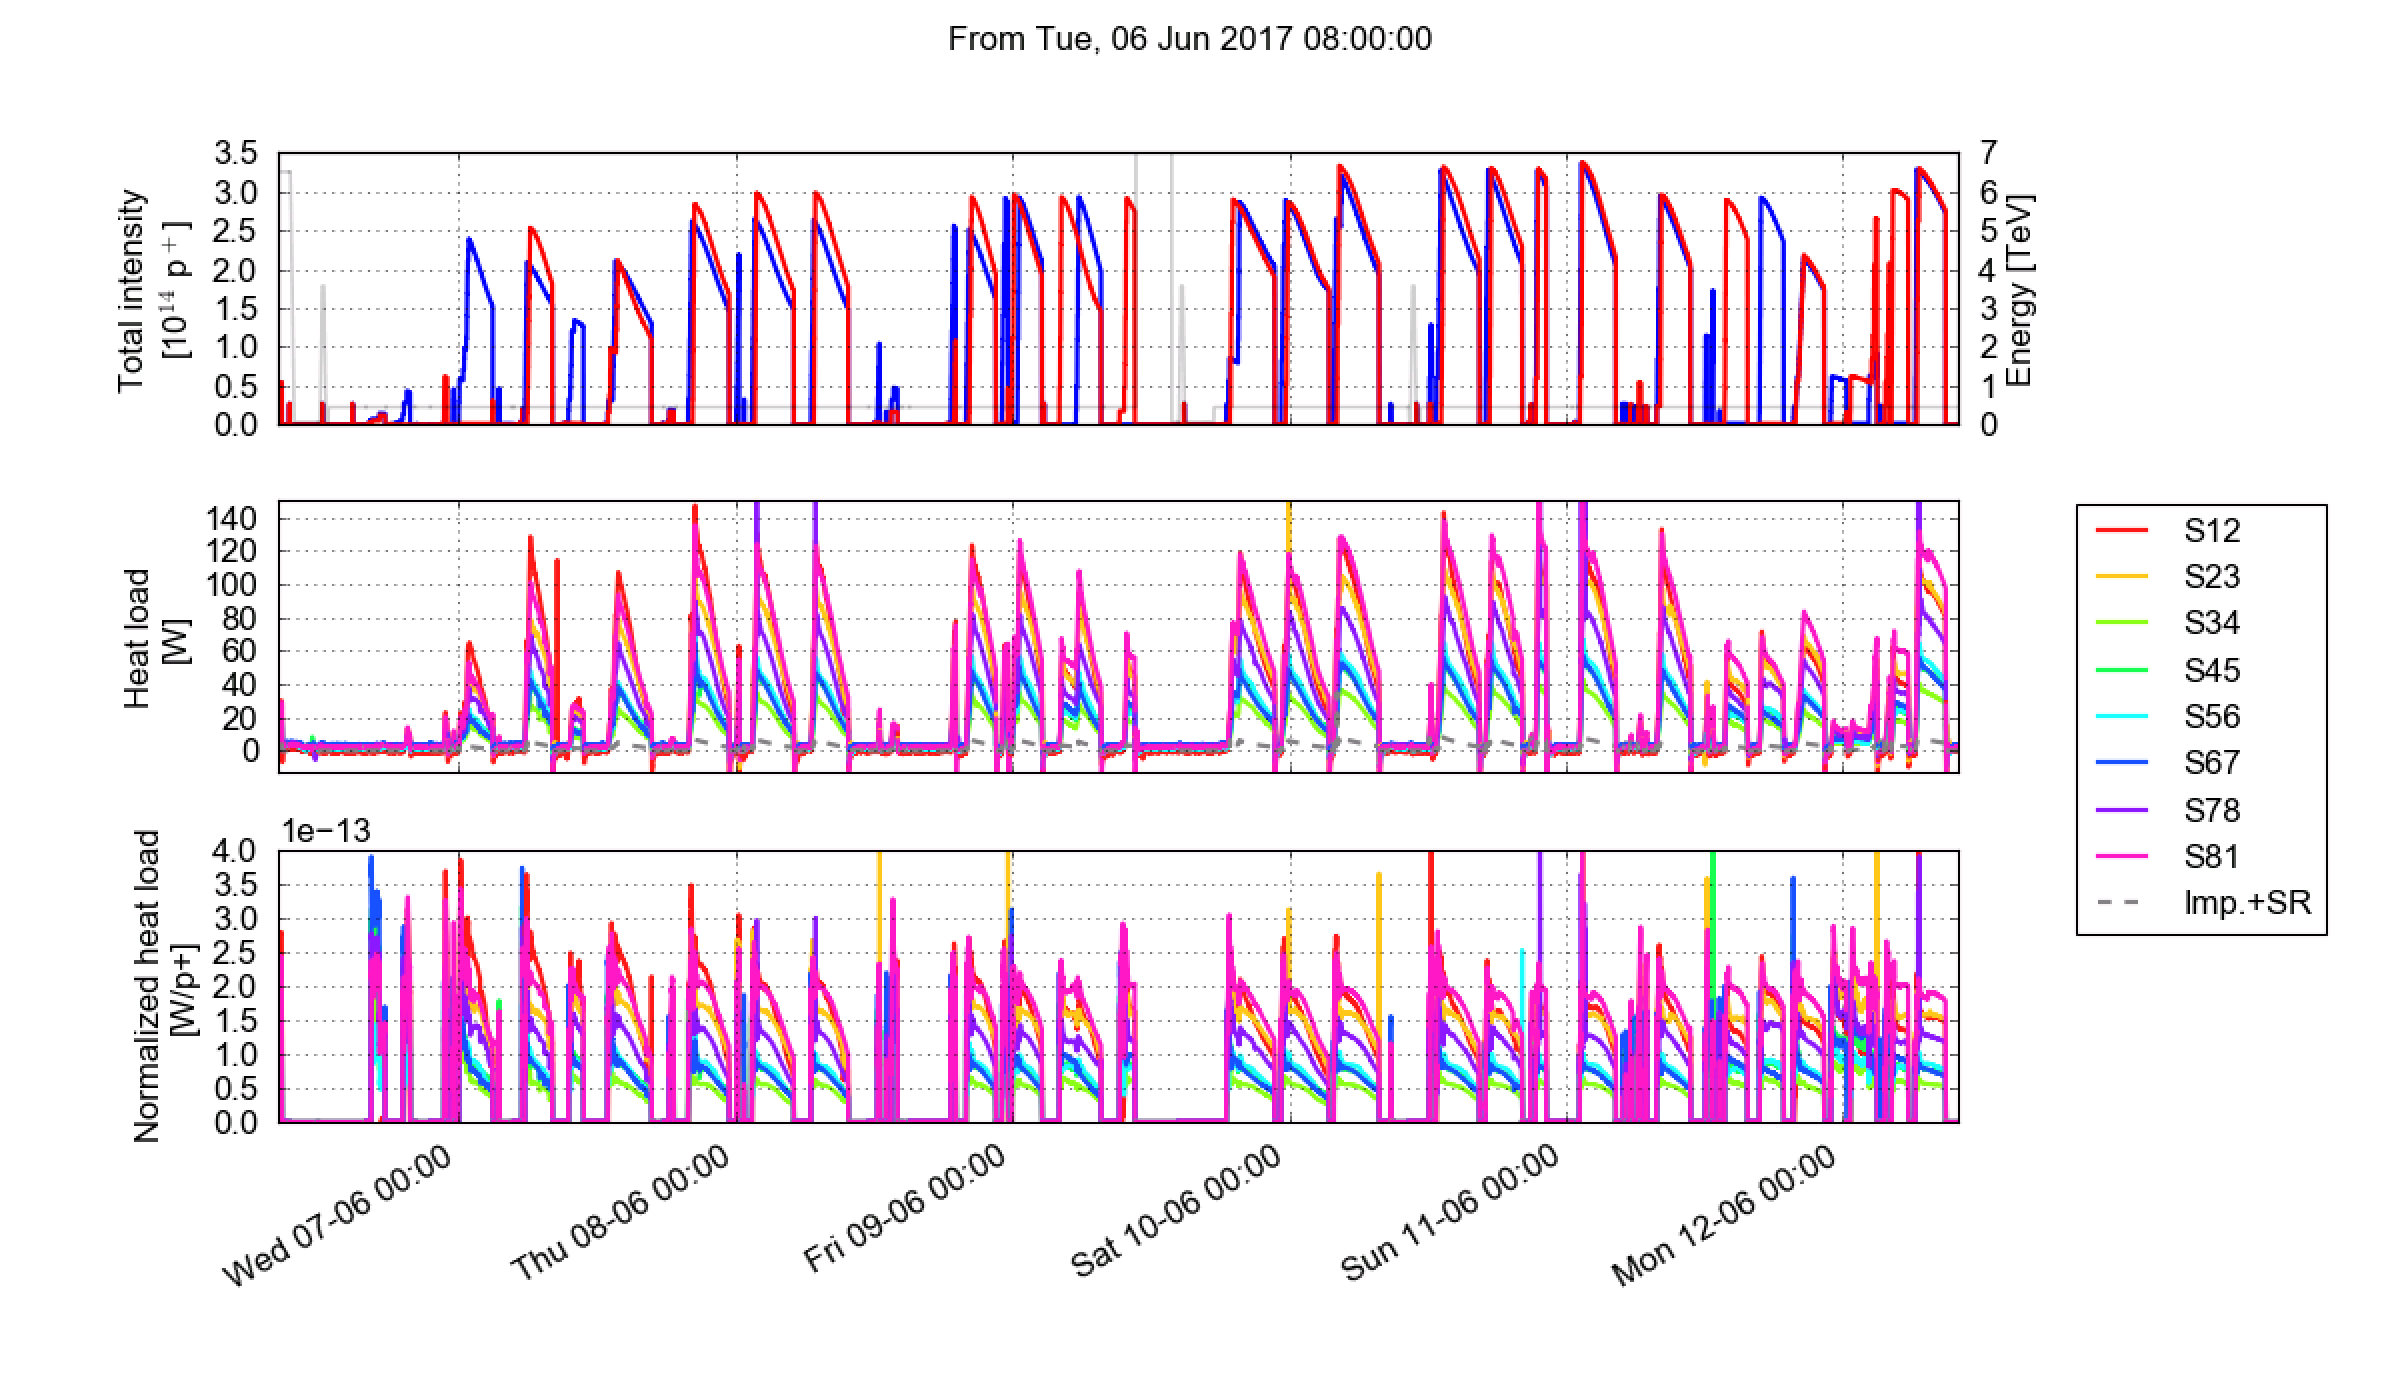 From Tue, 06 Jun 2017 08:00:00
Total intensity
[10¹⁴ p⁺]
3.5
3.0
2.5
2.0
1.5
1.0
0.5
0.0
7
6
5
4
3
2
1
0
Energy [TeV]
Heat load
[W]
140
120
100
80
60
40
20
0
S12
S23
S34
S45
S56
S67
S78
S81
Imp.+SR
Normalized heat load
[W/p+]
1e−13
4.0
3.5
3.0
2.5
2.0
1.5
1.0
0.5
0.0
Wed 07-06 00:00
Thu 08-06 00:00
Fri 09-06 00:00
Sat 10-06 00:00
Sun 11-06 00:00
Mon 12-06 00:00